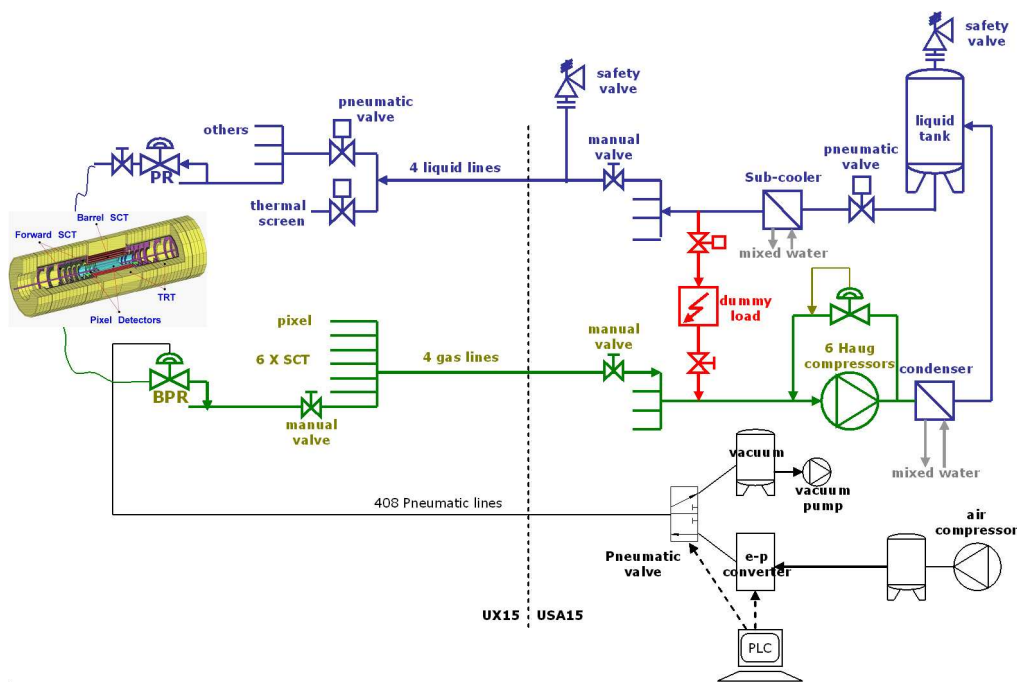 safety
valve
safety
valve
pneumatic
valve
others
manual
valve
liquid
tank
pneumatic
valve
PR
4 liquid lines
Sub-cooler
thermal
screen
mixed water
Barrel SCT
Forward SCT
TRT
Pixel Detectors
dummy
load
pixel
manual
valve
6 X SCT
4 gas lines
6 Haug
compressors
condenser
BPR
manual
valve
vacuum
mixed water
vacuum
pump
408 Pneumatic lines
air
compressor
Pneumatic
valve
e-p
converter
UX15
USA15
PLC